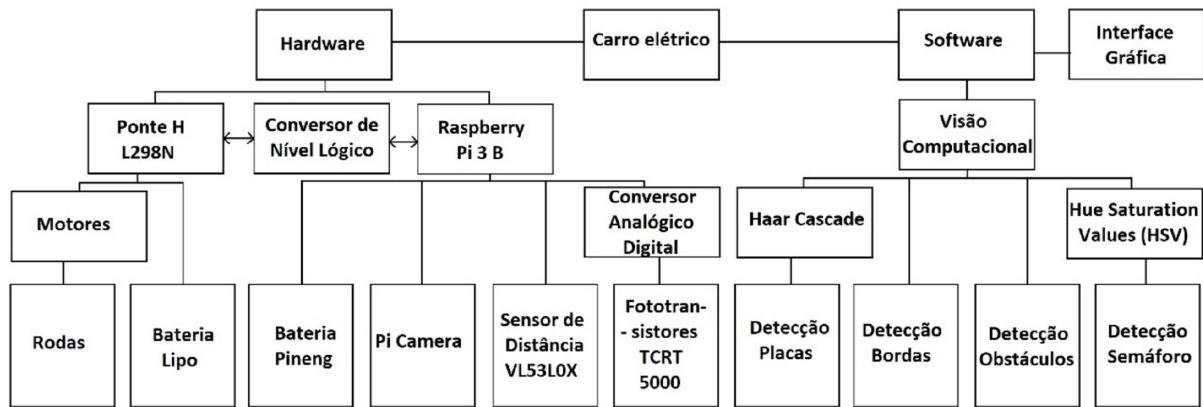 Hardware
Carro elétrico
Software
Interface
Gráfica
Ponte H
L298N
Conversor de
Nível Lógico
Raspberry
Pi 3 B
Visão
Computacional
Motores
Conversor
Analógico
Digital
Haar Cascade
Hue Saturation
Values (HSV)
Rodas
Bateria
Lipo
Bateria
Pineng
Pi Camera
Sensor de
Distância
VL53L0X
Fototran-
- sistores
TCRT
5000
Detecção
Placas
Detecção
Bordas
Detecção
Obstáculos
Detecção
Semáforo